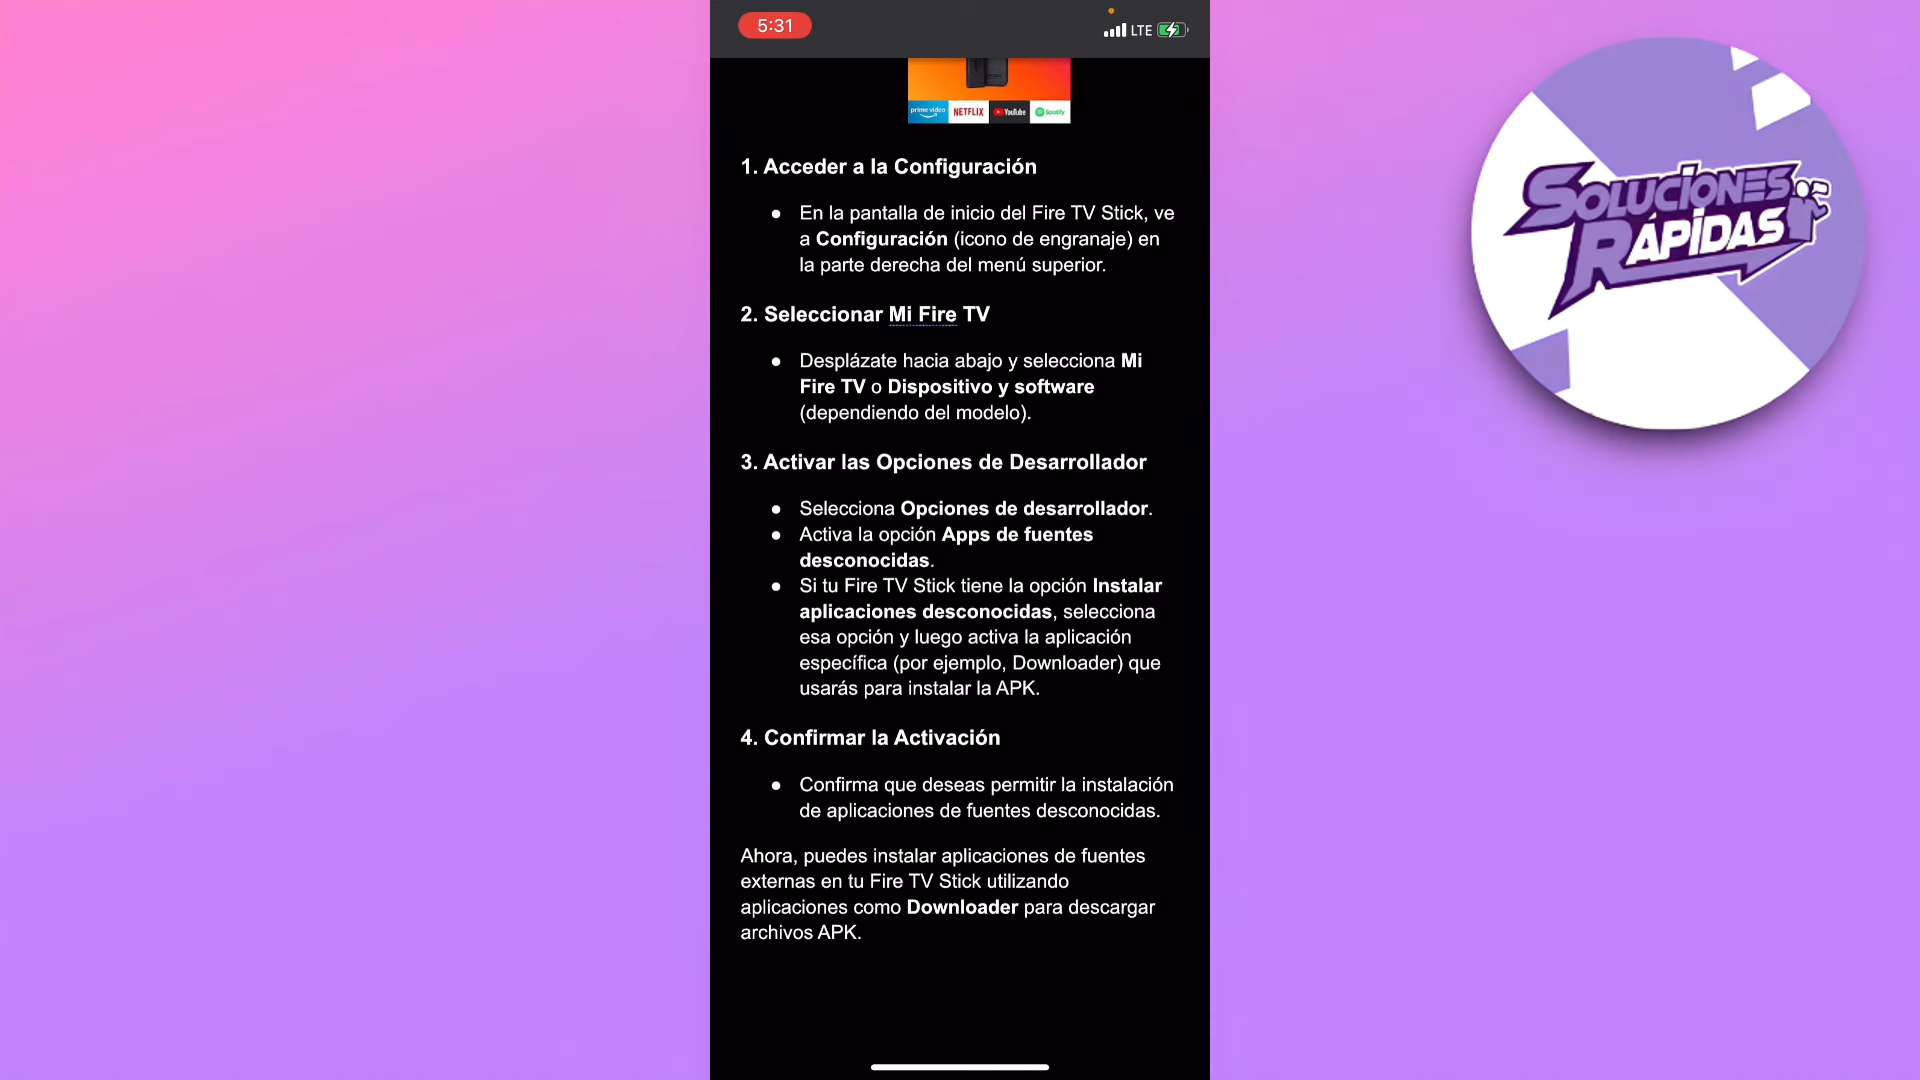 5:31
LTE
prime video NETFLIX YouTube Spotify
1. Acceder a la Configuración
● En la pantalla de inicio del Fire TV Stick, ve
a Configuración (icono de engranaje) en
la parte derecha del menú superior.
2. Seleccionar Mi Fire TV
● Desplázate hacia abajo y selecciona Mi
Fire TV o Dispositivo y software
(dependiendo del modelo).
3. Activar las Opciones de Desarrollador
● Selecciona Opciones de desarrollador.
● Activa la opción Apps de fuentes
desconocidas.
● Si tu Fire TV Stick tiene la opción Instalar
aplicaciones desconocidas, selecciona
esa opción y luego activa la aplicación
específica (por ejemplo, Downloader) que
usarás para instalar la APK.
4. Confirmar la Activación
● Confirma que deseas permitir la instalación
de aplicaciones de fuentes desconocidas.
Ahora, puedes instalar aplicaciones de fuentes
externas en tu Fire TV Stick utilizando
aplicaciones como Downloader para descargar
archivos APK.
SOLUCIONES
RÁPIDAS